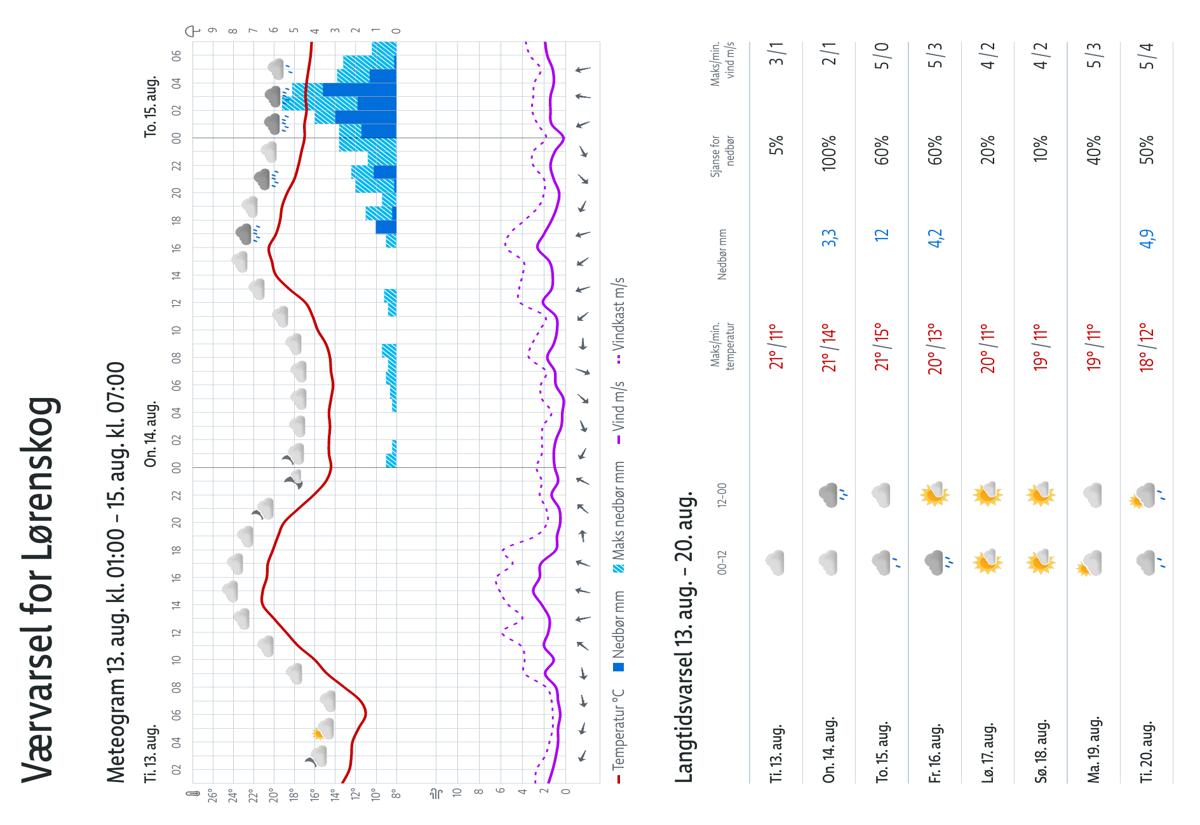 Værvarsel for Lørenskog
Meteogram 13. aug. kl. 01:00 – 15. aug. kl. 07:00
Ti. 13. aug. On. 14. aug. To. 15. aug.
02 04 06 08 10 12 14 16 18 20 22 00 02 04 06 08 10 12 14 16 18 20 22 00 02 04 06
26° 9
24° 8
22° 7
20° 6
18° 5
16° 4
14° 3
12° 2
10° 1
8° 0
10
8
6
4
2
0
Temperatur °C Nedbør mm Maks nedbør mm Vind m/s Vindkast m/s
Langtidsvarsel 13. aug. – 20. aug.
00–12 12–00 Maks/min. temperatur Nedbør mm Sjanse for nedbør Maks/min. vind m/s
Ti. 13. aug. 21° / 11° 5% 3 / 1
On. 14. aug. 21° / 14° 3,3 100% 2 / 1
To. 15. aug. 21° / 15° 12 60% 5 / 0
Fr. 16. aug. 20° / 13° 4,2 60% 5 / 3
Lø. 17. aug. 20° / 11° 20% 4 / 2
Sø. 18. aug. 19° / 11° 10% 4 / 2
Ma. 19. aug. 19° / 11° 40% 5 / 3
Ti. 20. aug. 18° / 12° 4,9 50% 5 / 4